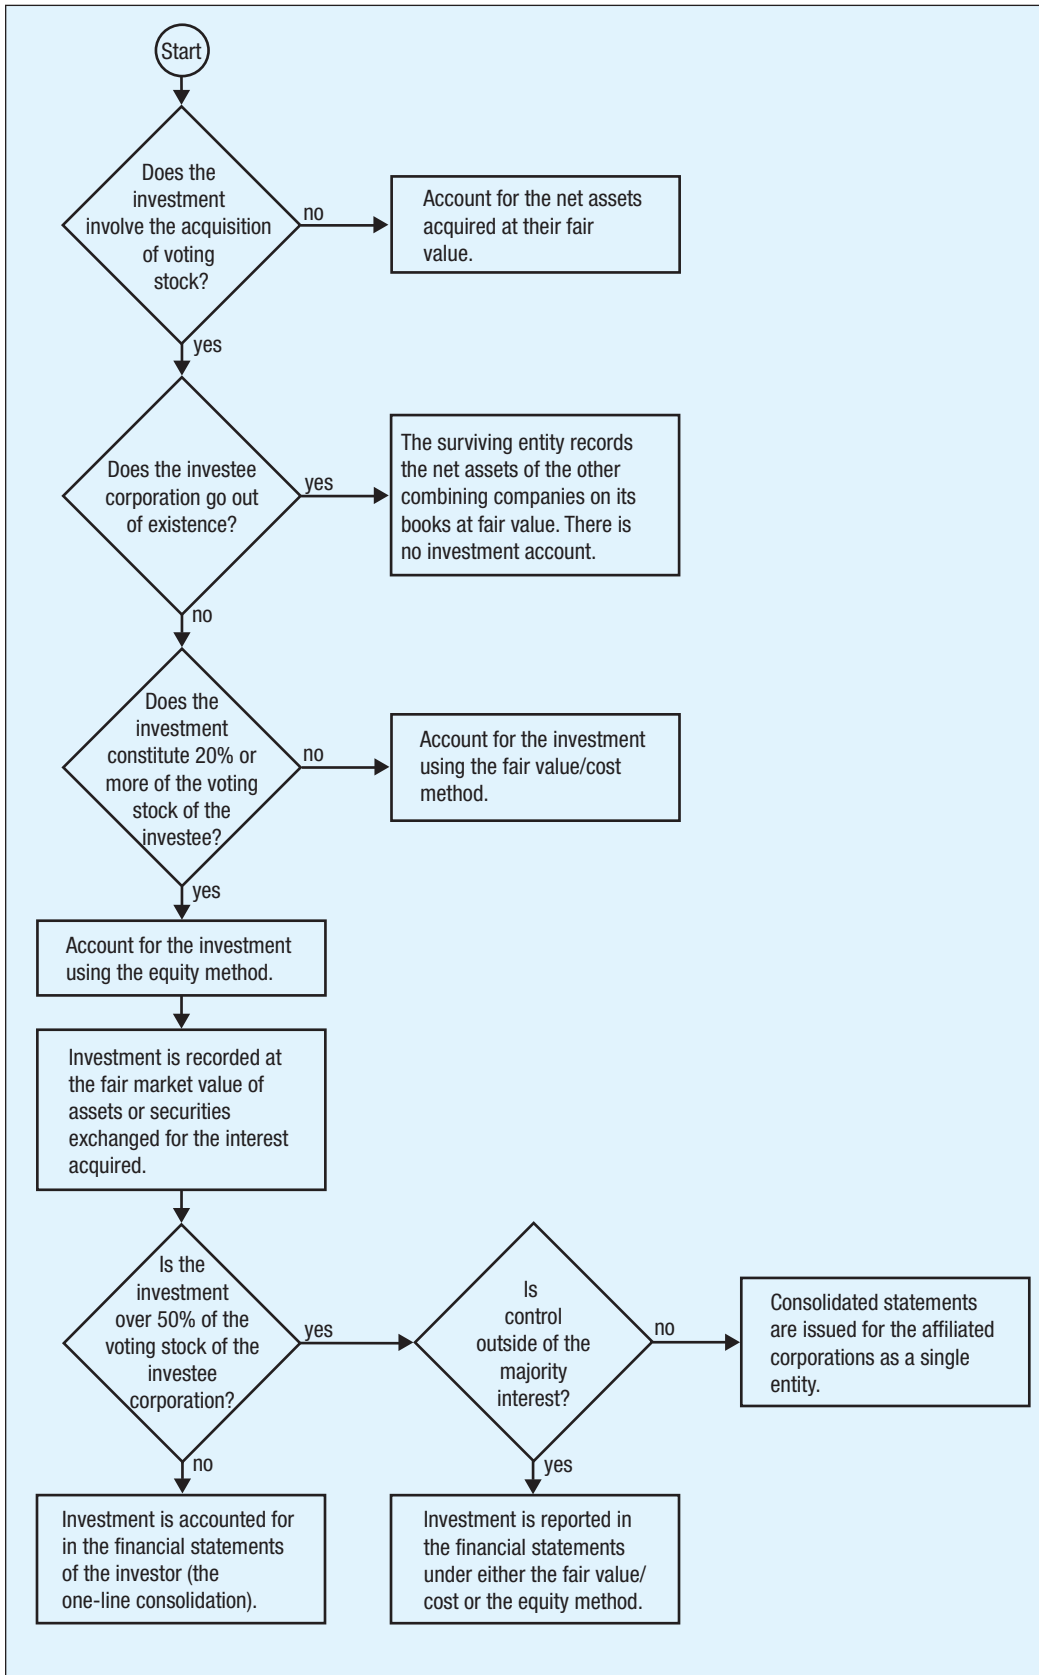 Start
Does the
investment
involve the acquisition
of voting
stock?
no
Account for the net assets
acquired at their fair
value.
yes
Does the investee
corporation go out
of existence?
yes
The surviving entity records
the net assets of the other
combining companies on its
books at fair value. There is
no investment account.
no
Does the
investment
constitute 20% or
more of the voting
stock of the
investee?
no
Account for the investment
using the fair value/cost
method.
yes
Account for the investment
using the equity method.
Investment is recorded at
the fair market value of
assets or securities
exchanged for the interest
acquired.
Is the
investment
over 50% of the
voting stock of the
investee
corporation?
yes
Is
control
outside of the
majority
interest?
no
Consolidated statements
are issued for the affiliated
corporations as a single
entity.
no
Investment is accounted for
in the financial statements
of the investor (the
one-line consolidation).
yes
Investment is reported in
the financial statements
under either the fair value/
cost or the equity method.